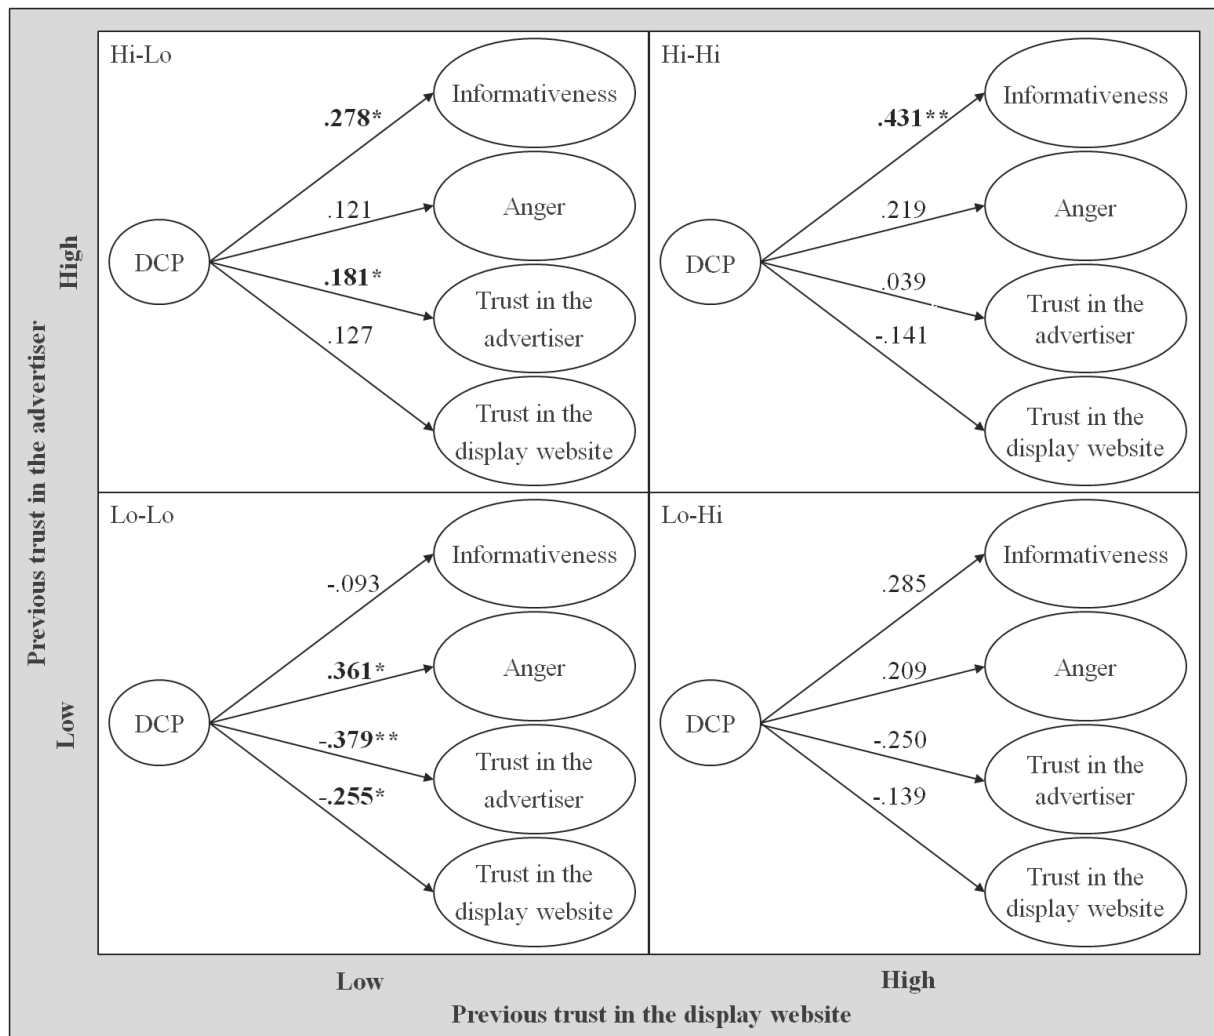 Hi-Lo
Informativeness
.278*
.121
Anger
DCP
.181*
Trust in the
advertiser
.127
Trust in the
display website
Hi-Hi
Informativeness
.431**
.219
Anger
DCP
.039
Trust in the
advertiser
-.141
Trust in the
display website
Lo-Lo
Informativeness
-.093
.361*
Anger
DCP
-.379**
Trust in the
advertiser
-.255*
Trust in the
display website
Lo-Hi
Informativeness
.285
.209
Anger
DCP
-.250
Trust in the
advertiser
-.139
Trust in the
display website
Previous trust in the advertiser
High
Low
Low
High
Previous trust in the display website